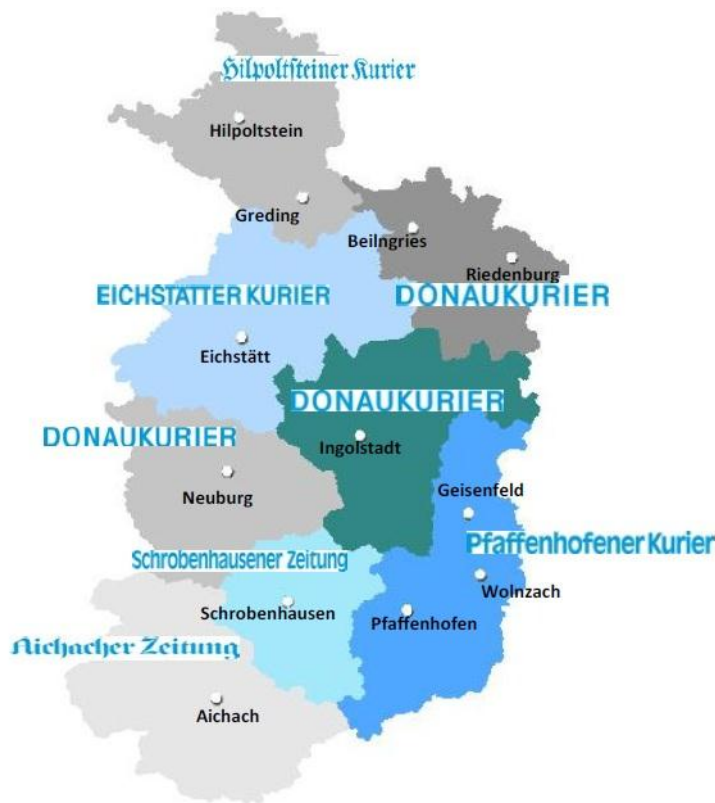 Hilpoltsteiner Kurier
Hilpoltstein
Greding
Beilngries
Riedenburg
EICHSTÄTTER KURIER
DONAUKURIER
Eichstätt
DONAUKURIER
DONAUKURIER
Ingolstadt
Neuburg
Geisenfeld
Pfaffenhofener Kurier
Schrobenhausener Zeitung
Wolnzach
Schrobenhausen
Pfaffenhofen
Aichacher Zeitung
Aichach